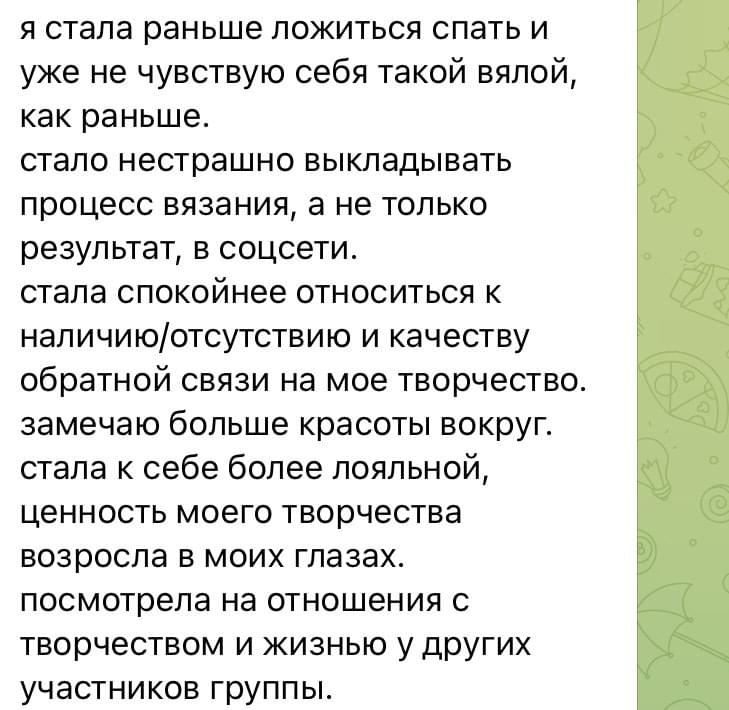 я стала раньше ложиться спать и
уже не чувствую себя такой вялой,
как раньше.
стало нестрашно выкладывать
процесс вязания, а не только
результат, в соцсети.
стала спокойнее относиться к
наличию/отсутствию и качеству
обратной связи на мое творчество.
замечаю больше красоты вокруг.
стала к себе более лояльной,
ценность моего творчества
возросла в моих глазах.
посмотрела на отношения с
творчеством и жизнью у других
участников группы.